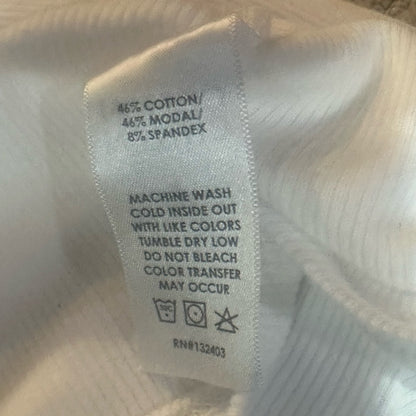 46% COTTON/
46% MODAL/
8% SPANDEX
MACHINE WASH
COLD INSIDE OUT
WITH LIKE COLORS
TUMBLE DRY LOW
DO NOT BLEACH
COLOR TRANSFER
MAY OCCUR
30C
RN#132403